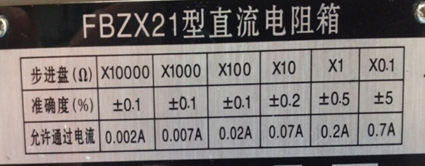 FBZX21型直流电阻箱
步进盘(Ω) X10000 X1000 X100 X10 X1 X0.1
准确度(%) ±0.1 ±0.1 ±0.1 ±0.2 ±0.5 ±5
允许通过电流 0.002A 0.007A 0.02A 0.07A 0.2A 0.7A